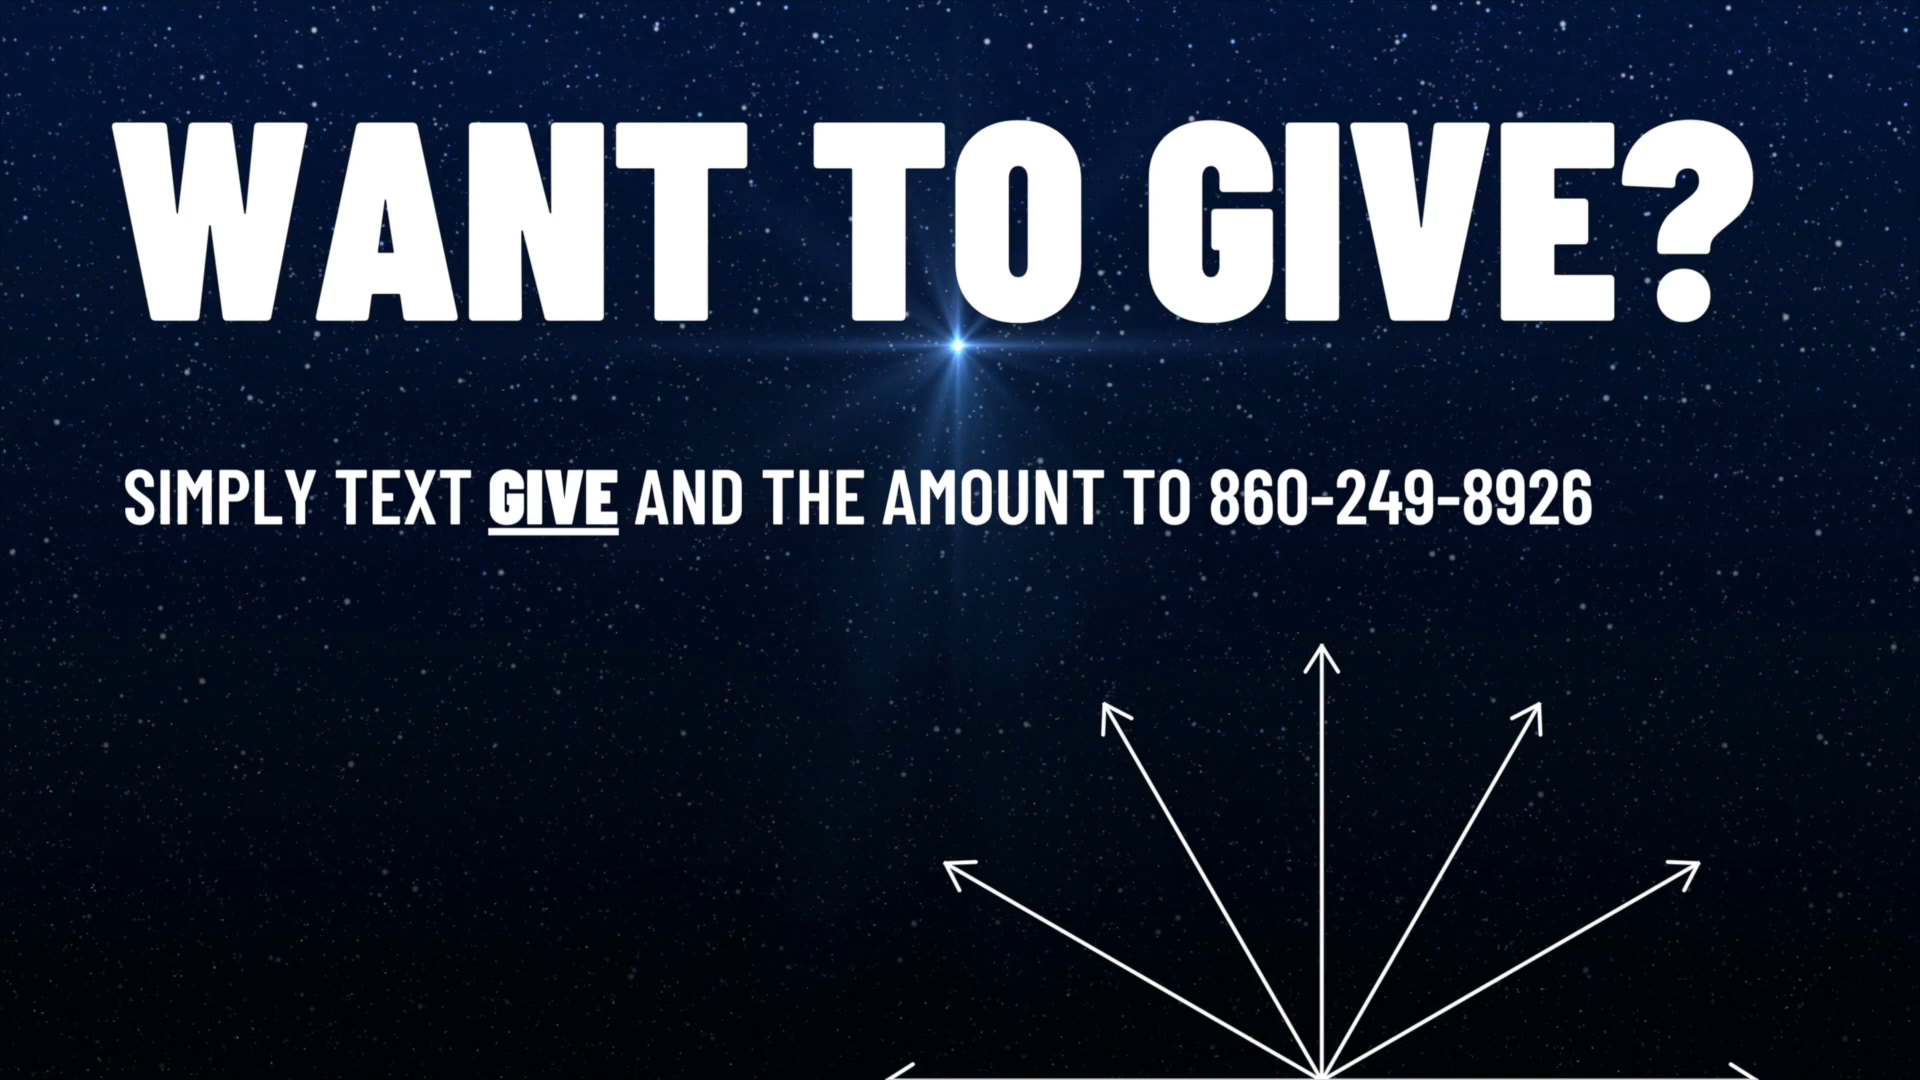 WANT TO GIVE?
SIMPLY TEXT GIVE AND THE AMOUNT TO 860-249-8926